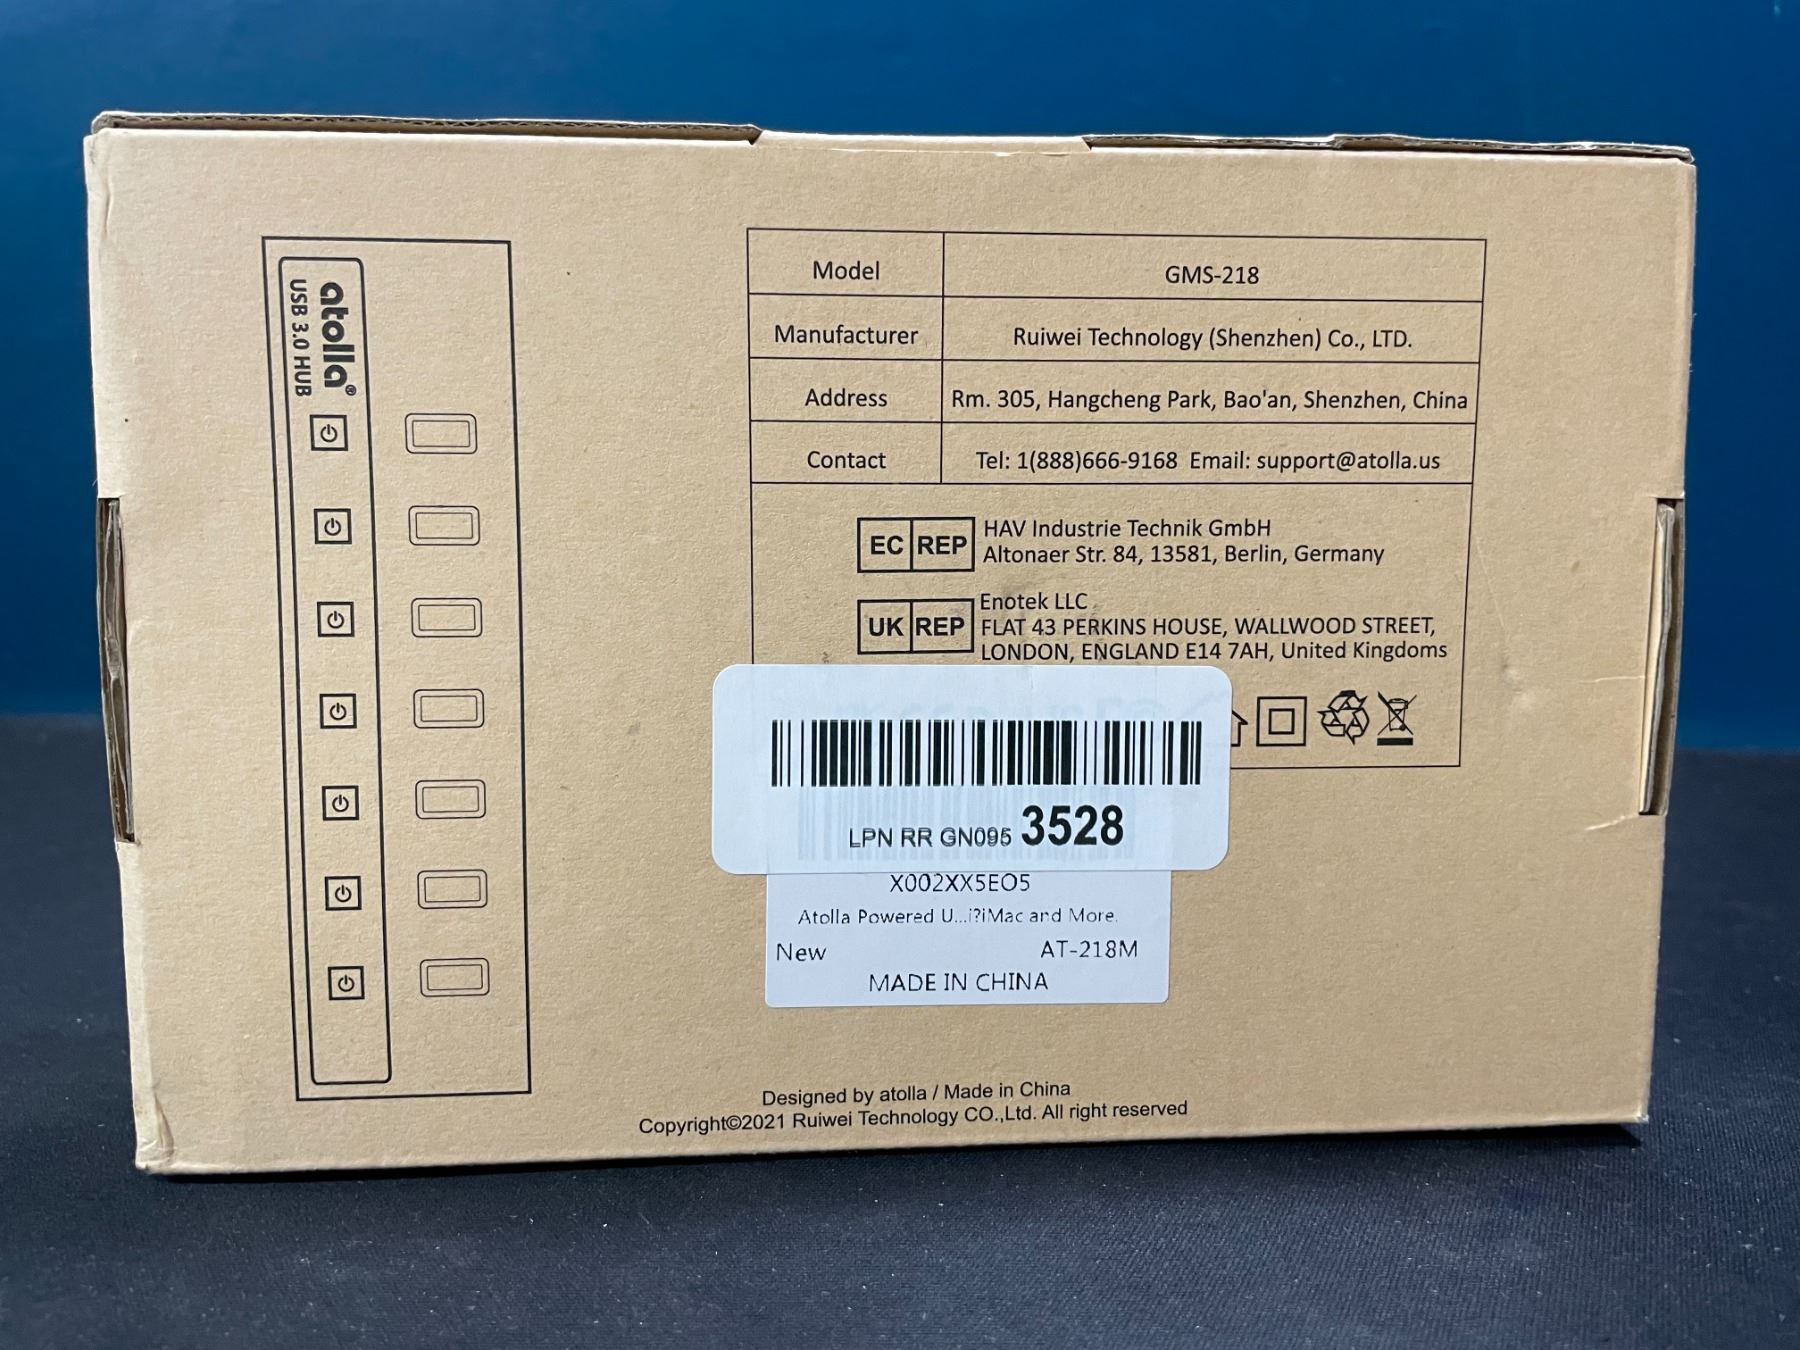 atolla®
USB 3.0 HUB
Model GMS-218
Manufacturer Ruiwei Technology (Shenzhen) Co., LTD.
Address Rm. 305, Hangcheng Park, Bao'an, Shenzhen, China
Contact Tel: 1(888)666-9168 Email: support@atolla.us
EC REP HAV Industrie Technik GmbH
Altonaer Str. 84, 13581, Berlin, Germany
UK REP Enotek LLC
FLAT 43 PERKINS HOUSE, WALLWOOD STREET,
LONDON, ENGLAND E14 7AH, United Kingdoms
LPN RR GN095 3528
X002XX5EO5
Atolla Powered U...i?iMac and More.
New AT-218M
MADE IN CHINA
Designed by atolla / Made in China
Copyright©2021 Ruiwei Technology CO.,Ltd. All right reserved